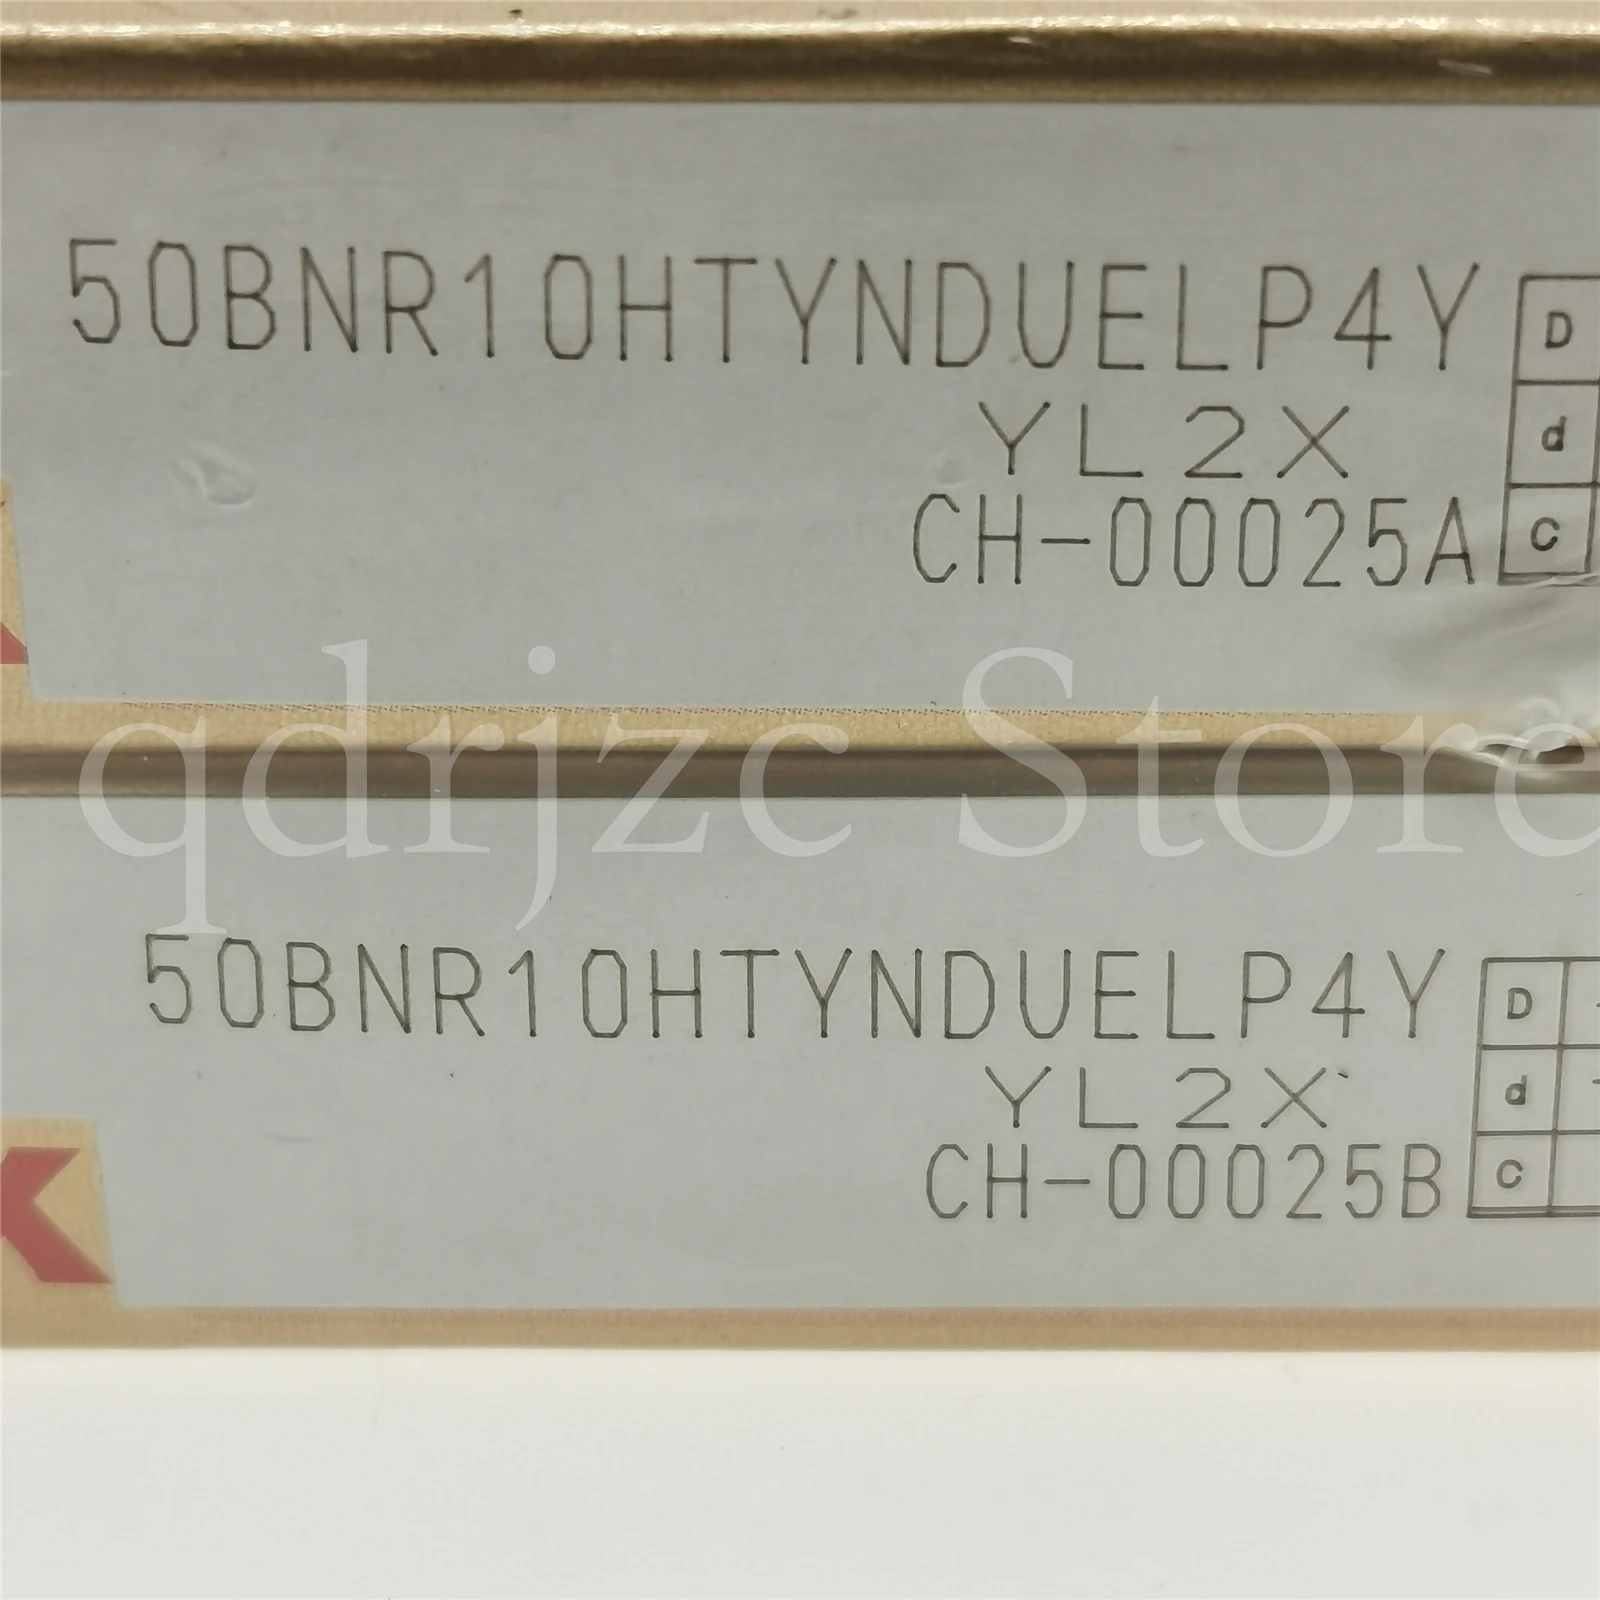 50BNR10HTYNDUELP4Y
D
YL2X
d
CH-00025A
C
qdrjzc Store
50BNR10HTYNDUELP4Y
D
YL2X
d
CH-00025B
C
K